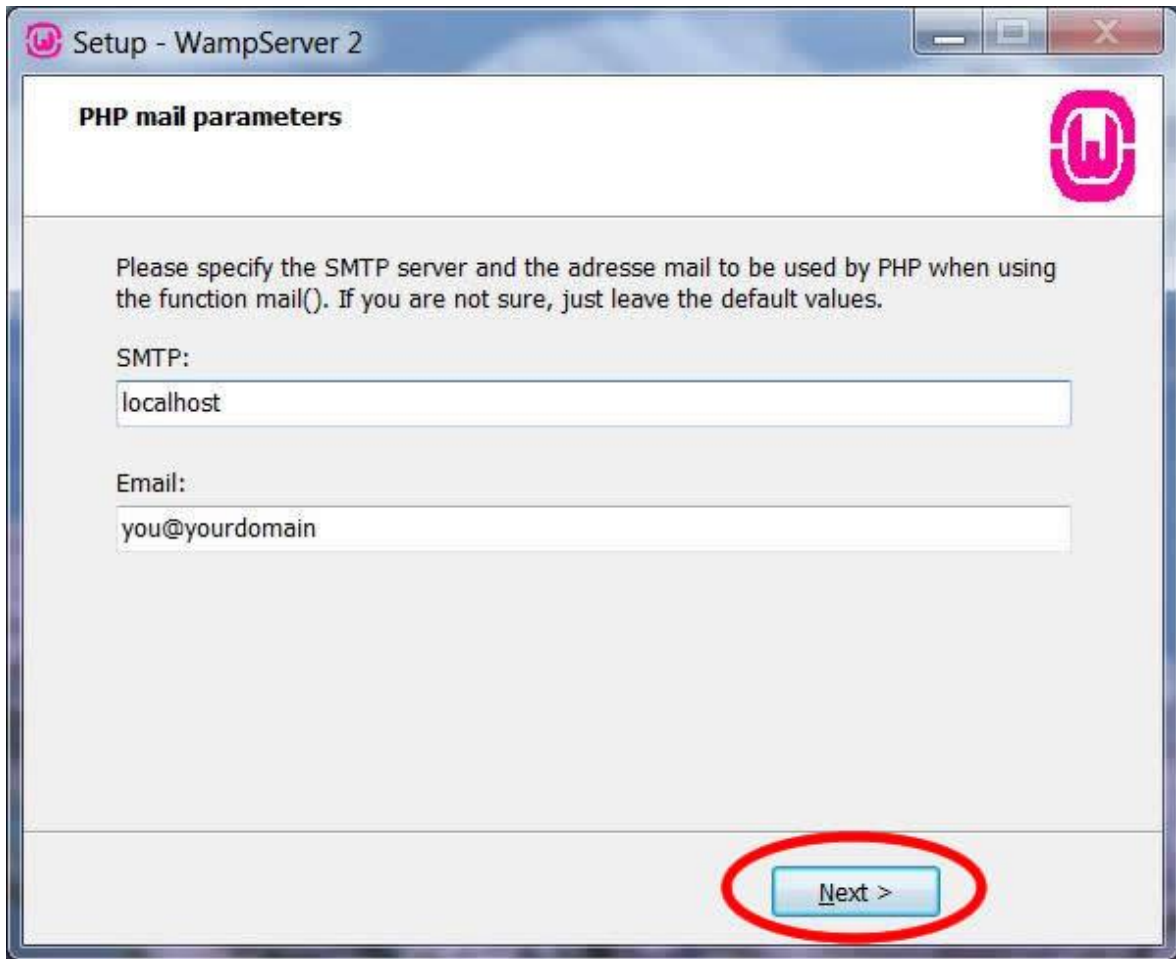 Setup - WampServer 2
PHP mail parameters
Please specify the SMTP server and the adresse mail to be used by PHP when using
the function mail(). If you are not sure, just leave the default values.
SMTP:
localhost
Email:
you@yourdomain
Next >